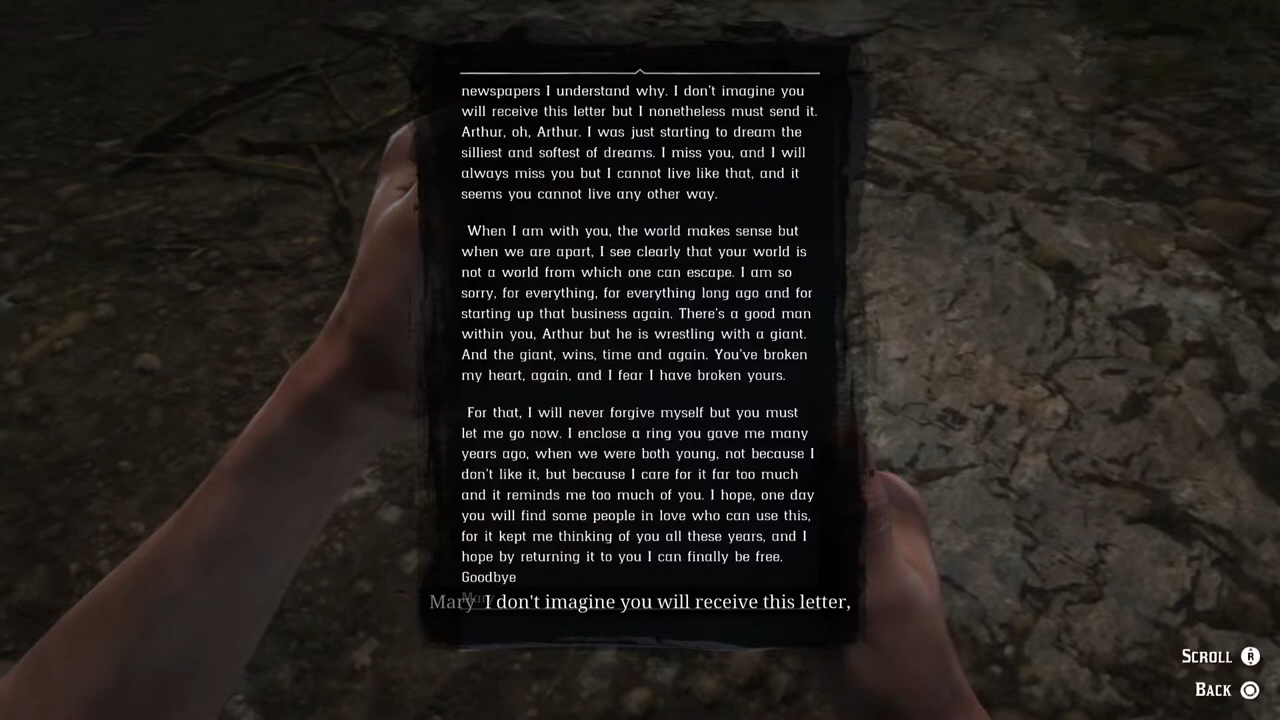 newspapers I understand why. I don't imagine you
will receive this letter but I nonetheless must send it.
Arthur, oh, Arthur. I was just starting to dream the
silliest and softest of dreams. I miss you, and I will
always miss you but I cannot live like that, and it
seems you cannot live any other way.
When I am with you, the world makes sense but
when we are apart, I see clearly that your world is
not a world from which one can escape. I am so
sorry, for everything, for everything long ago and for
starting up that business again. There's a good man
within you, Arthur but he is wrestling with a giant.
And the giant, wins, time and again. You've broken
my heart, again, and I fear I have broken yours.
For that, I will never forgive myself but you must
let me go now. I enclose a ring you gave me many
years ago, when we were both young, not because I
don't like it, but because I care for it far too much
and it reminds me too much of you. I hope, one day
you will find some people in love who can use this,
for it kept me thinking of you all these years, and I
hope by returning it to you I can finally be free.
Goodbye
Mary
Mary I don't imagine you will receive this letter,
SCROLL R
BACK